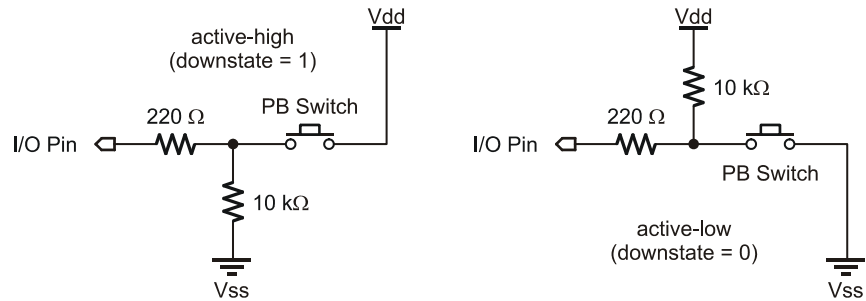 Vdd
active-high
(downstate = 1)
220 Ω
PB Switch
I/O Pin
10 kΩ
Vss
Vdd
10 kΩ
220 Ω
I/O Pin
PB Switch
active-low
(downstate = 0)
Vss